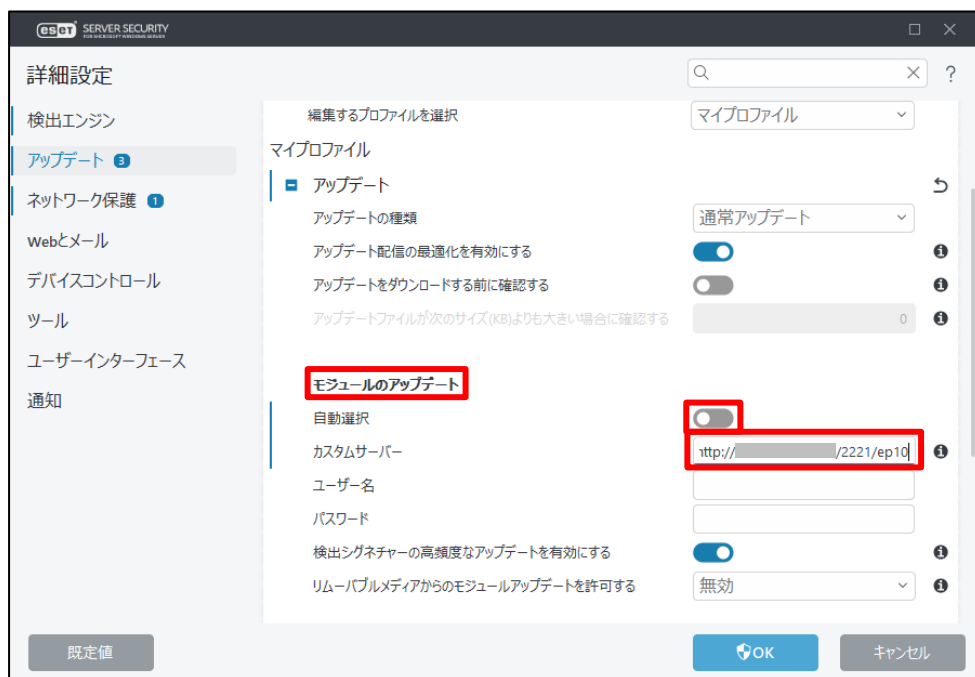 eset SERVER SECURITY
FOR MICROSOFT WINDOWS SERVER
詳細設定
?
検出エンジン
アップデート 3
ネットワーク保護 1
Webとメール
デバイスコントロール
ツール
ユーザーインターフェース
通知
編集するプロファイルを選択 マイプロファイル
マイプロファイル
アップデート
アップデートの種類 通常アップデート
アップデート配信の最適化を有効にする
アップデートをダウンロードする前に確認する
アップデートファイルが次のサイズ(KB)よりも大きい場合に確認する 0
モジュールのアップデート
自動選択
カスタムサーバー http:// /2221/ep10
ユーザー名
パスワード
検出シグネチャーの高頻度なアップデートを有効にする
リムーバブルメディアからのモジュールアップデートを許可する 無効
既定値 OK キャンセル